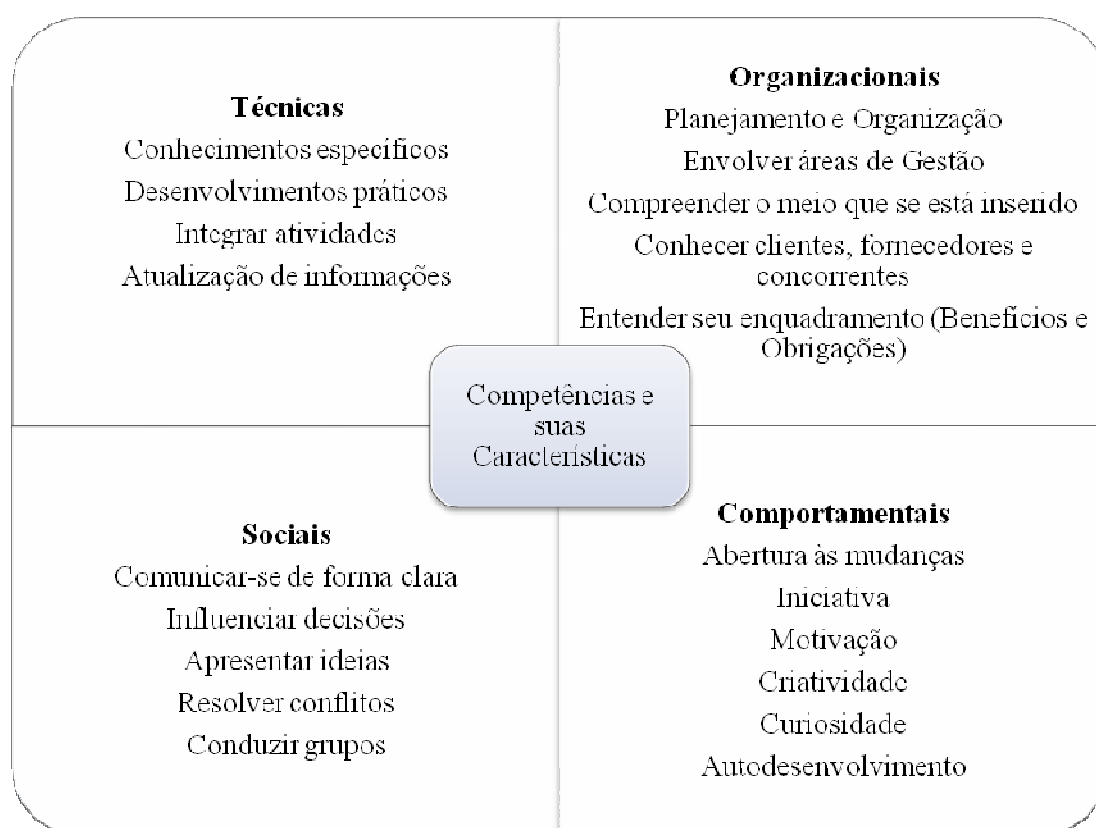 Técnicas
Conhecimentos específicos
Desenvolvimentos práticos
Integrar atividades
Atualização de informações
Organizacionais
Planejamento e Organização
Envolver áreas de Gestão
Compreender o meio que se está inserido
Conhecer clientes, fornecedores e
concorrentes
Entender seu enquadramento (Benefícios e
Obrigações)
Competências e
suas
Características
Sociais
Comunicar-se de forma clara
Influenciar decisões
Apresentar ideias
Resolver conflitos
Conduzir grupos
Comportamentais
Abertura às mudanças
Iniciativa
Motivação
Criatividade
Curiosidade
Autodesenvolvimento